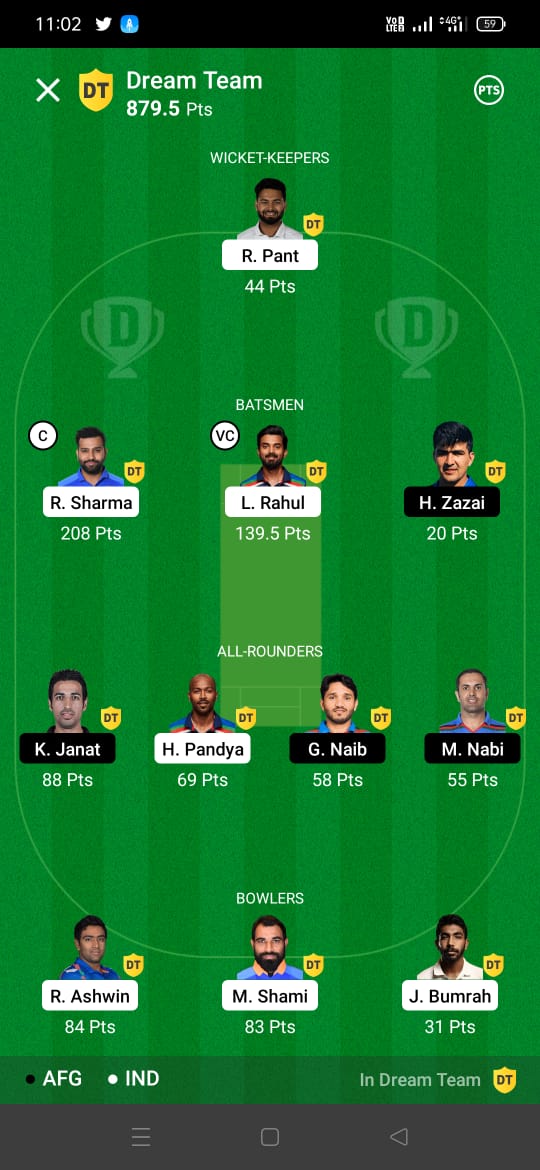 11:02
VoD LTE 4G+ 59
DT Dream Team
879.5 Pts
PTS
WICKET-KEEPERS
DT
R. Pant
44 Pts
D D
BATSMEN
C VC
DT DT DT
R. Sharma L. Rahul H. Zazai
208 Pts 139.5 Pts 20 Pts
ALL-ROUNDERS
DT DT DT DT
K. Janat H. Pandya G. Naib M. Nabi
88 Pts 69 Pts 58 Pts 55 Pts
BOWLERS
DT DT DT
R. Ashwin M. Shami J. Bumrah
84 Pts 83 Pts 31 Pts
AFG IND In Dream Team DT